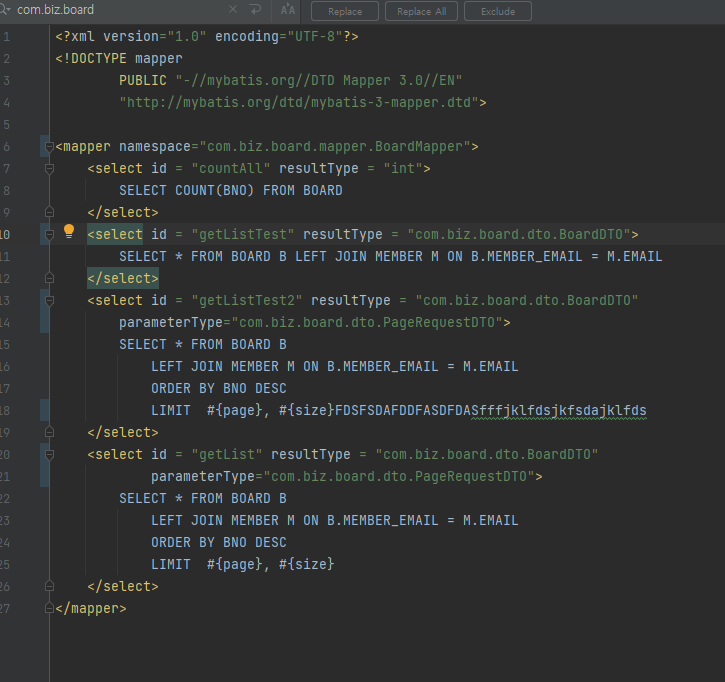 com.biz.board
Replace Replace All Exclude
1 <?xml version="1.0" encoding="UTF-8"?>
2 <!DOCTYPE mapper
3 PUBLIC "-//mybatis.org//DTD Mapper 3.0//EN"
4 "http://mybatis.org/dtd/mybatis-3-mapper.dtd">
5
6 <mapper namespace="com.biz.board.mapper.BoardMapper">
7 <select id = "countAll" resultType = "int">
8 SELECT COUNT(BNO) FROM BOARD
9 </select>
10 <select id = "getListTest" resultType = "com.biz.board.dto.BoardDTO">
11 SELECT * FROM BOARD B LEFT JOIN MEMBER M ON B.MEMBER_EMAIL = M.EMAIL
12 </select>
13 <select id = "getListTest2" resultType = "com.biz.board.dto.BoardDTO"
14 parameterType="com.biz.board.dto.PageRequestDTO">
15 SELECT * FROM BOARD B
16 LEFT JOIN MEMBER M ON B.MEMBER_EMAIL = M.EMAIL
17 ORDER BY BNO DESC
18 LIMIT #{page}, #{size}FDSFSDAFDDFASDFDASfffjklfdsjkfsdajklfds
19 </select>
20 <select id = "getList" resultType = "com.biz.board.dto.BoardDTO"
21 parameterType="com.biz.board.dto.PageRequestDTO">
22 SELECT * FROM BOARD B
23 LEFT JOIN MEMBER M ON B.MEMBER_EMAIL = M.EMAIL
24 ORDER BY BNO DESC
25 LIMIT #{page}, #{size}
26 </select>
27 </mapper>